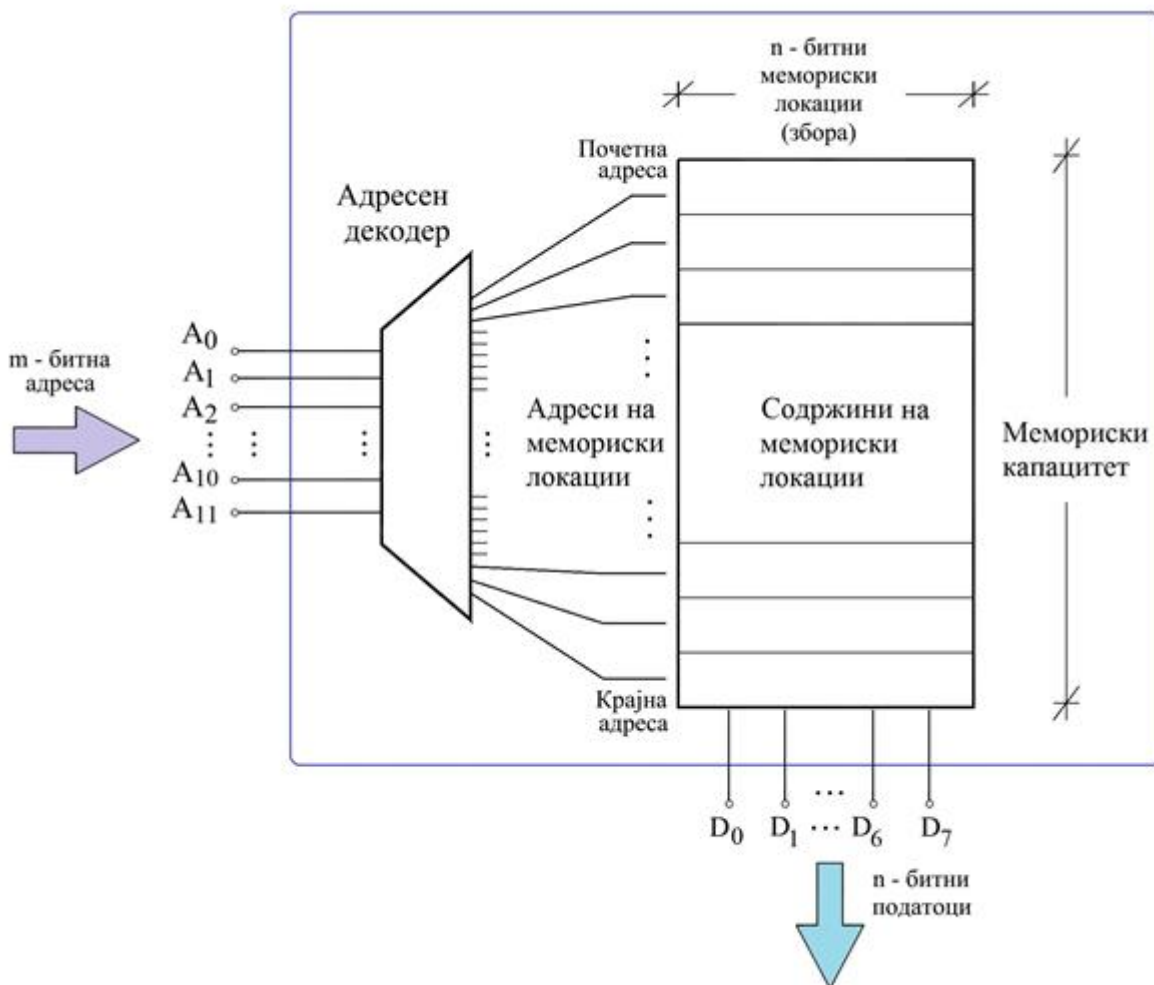 n - битни
мемориски
локации
(збора)
Почетна
адреса
Адресен
декодер
m - битна
адреса
A0
A1
A2
A10
A11
Адреси на
мемориски
локации
Содржини на
мемориски
локации
Мемориски
капацитет
Крајна
адреса
D0 D1 ... D6 D7
n - битни
податоци